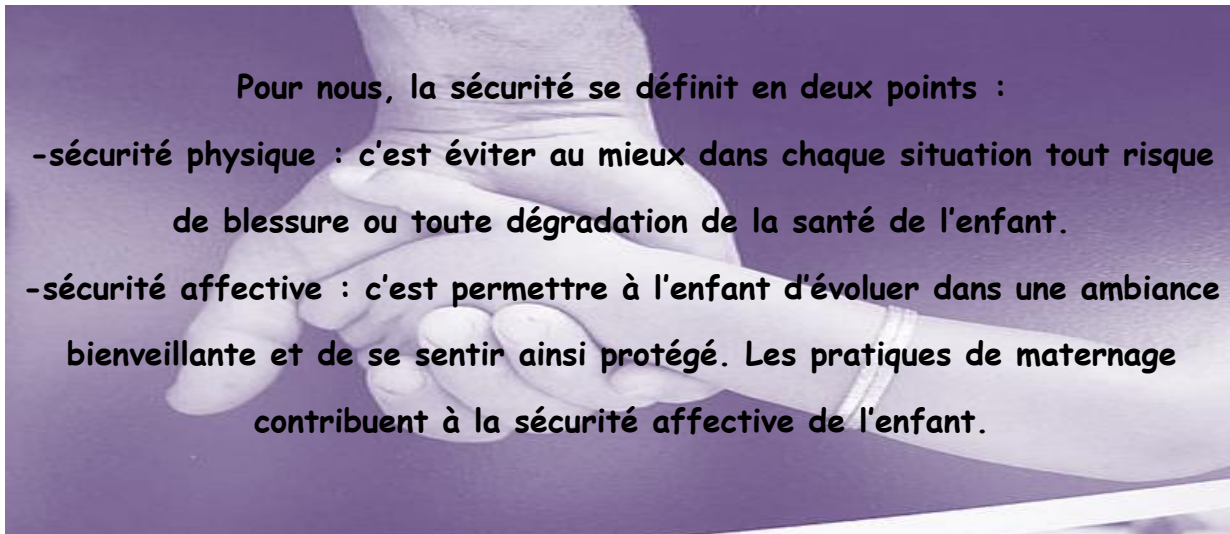 Pour nous, la sécurité se définit en deux points :
-sécurité physique : c'est éviter au mieux dans chaque situation tout risque
de blessure ou toute dégradation de la santé de l'enfant.
-sécurité affective : c'est permettre à l'enfant d'évoluer dans une ambiance
bienveillante et de se sentir ainsi protégé. Les pratiques de maternage
contribuent à la sécurité affective de l'enfant.